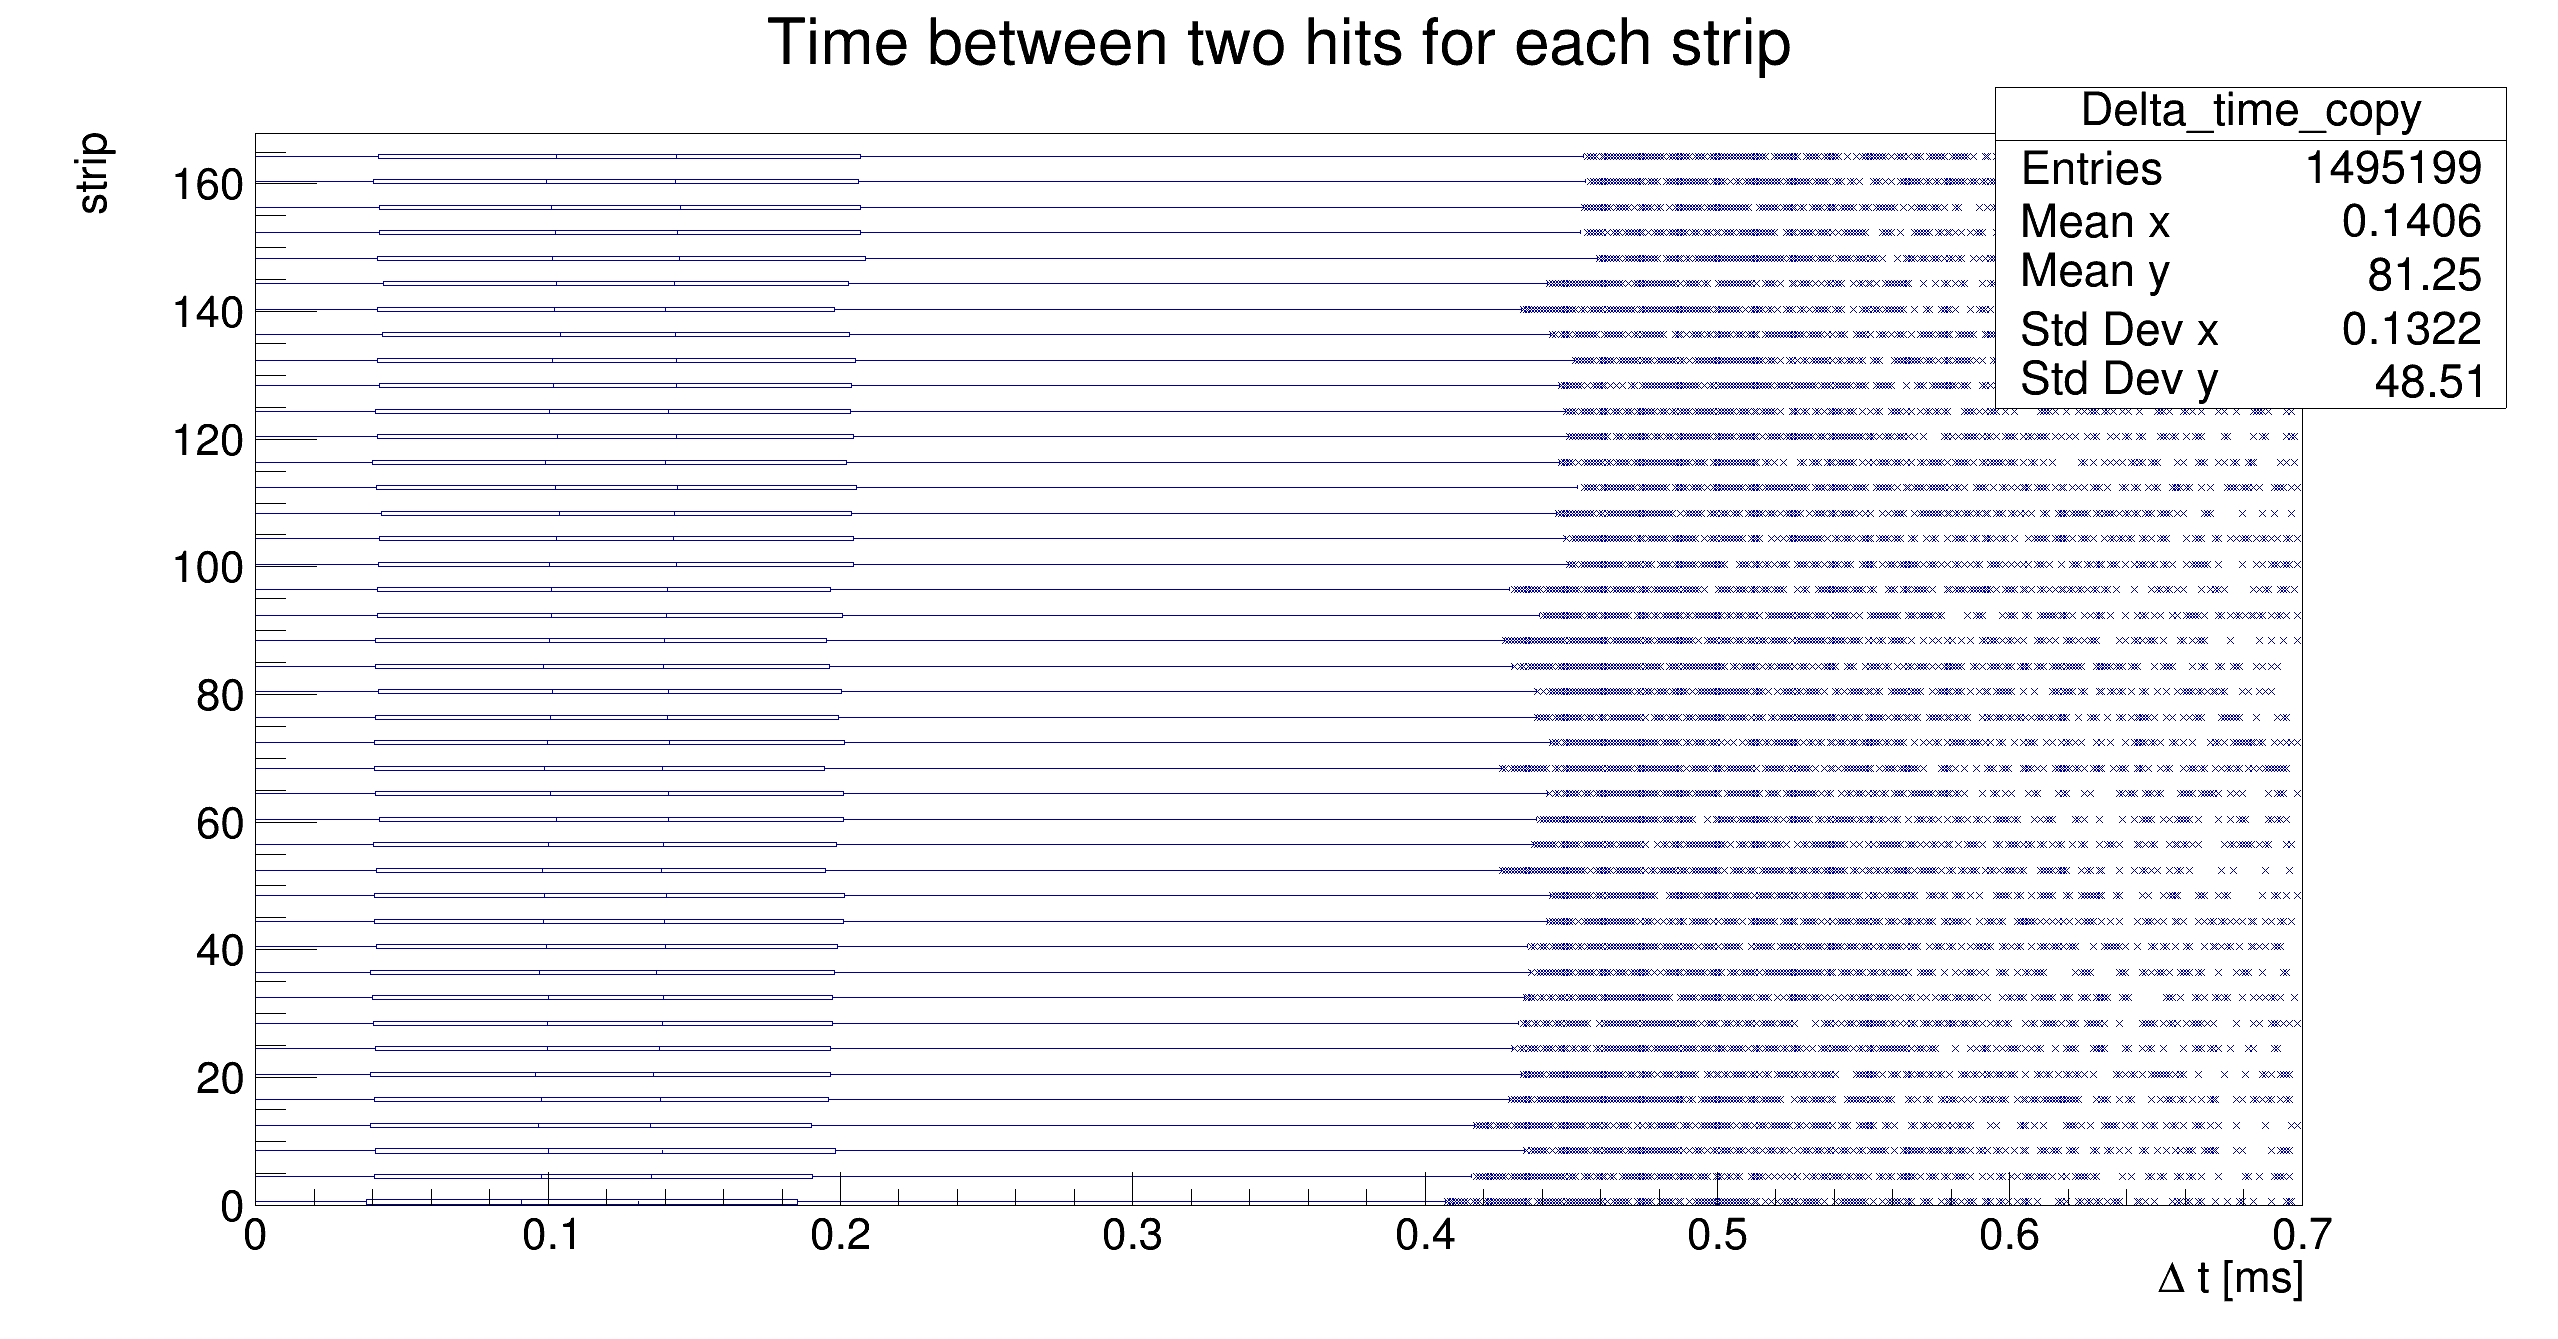 Time between two hits for each strip
Delta_time_copy
Entries 1495199
Mean x 0.1406
Mean y 81.25
Std Dev x 0.1322
Std Dev y 48.51
strip
160
140
120
100
80
60
40
20
0
0 0.1 0.2 0.3 0.4 0.5 0.6 0.7
Δ t [ms]